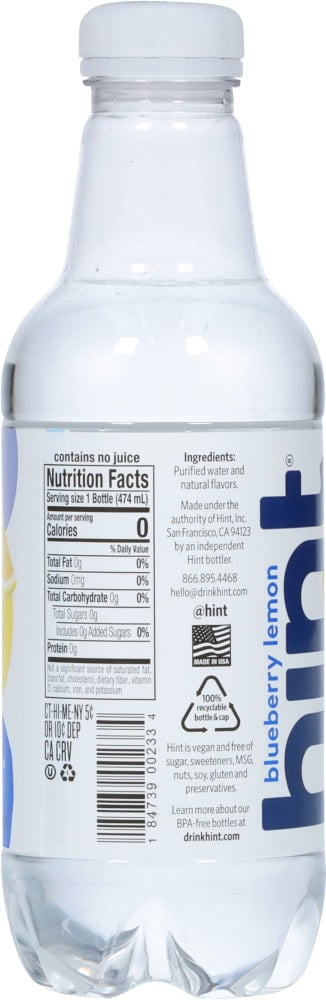 contains no juice
Nutrition Facts
Serving size 1 Bottle (474 mL)
Amount per serving
Calories 0
% Daily Value
Total Fat 0g 0%
Sodium 0mg 0%
Total Carbohydrate 0g 0%
Total Sugars 0g
Includes 0g Added Sugars 0%
Protein 0g
Not a significant source of saturated fat,
trans fat, cholesterol, dietary fiber, vitamin
D, calcium, iron, and potassium
CT-HI-ME-NY 5¢
OR 10¢ DEP
CA CRV
U
1 84739 00233 4
Ingredients:
Purified water and
natural flavors.
Made under the
authority of Hint, Inc.
San Francisco, CA 94123
by an independent
Hint bottler.
866.895.4468
hello@drinkhint.com
@hint
MADE IN USA
100%
recyclable
bottle & cap
Hint is vegan and free of
sugar, sweeteners, MSG,
nuts, soy, gluten and
preservatives.
Learn more about our
BPA-free bottles at
drinkhint.com
blueberry lemon
hint®